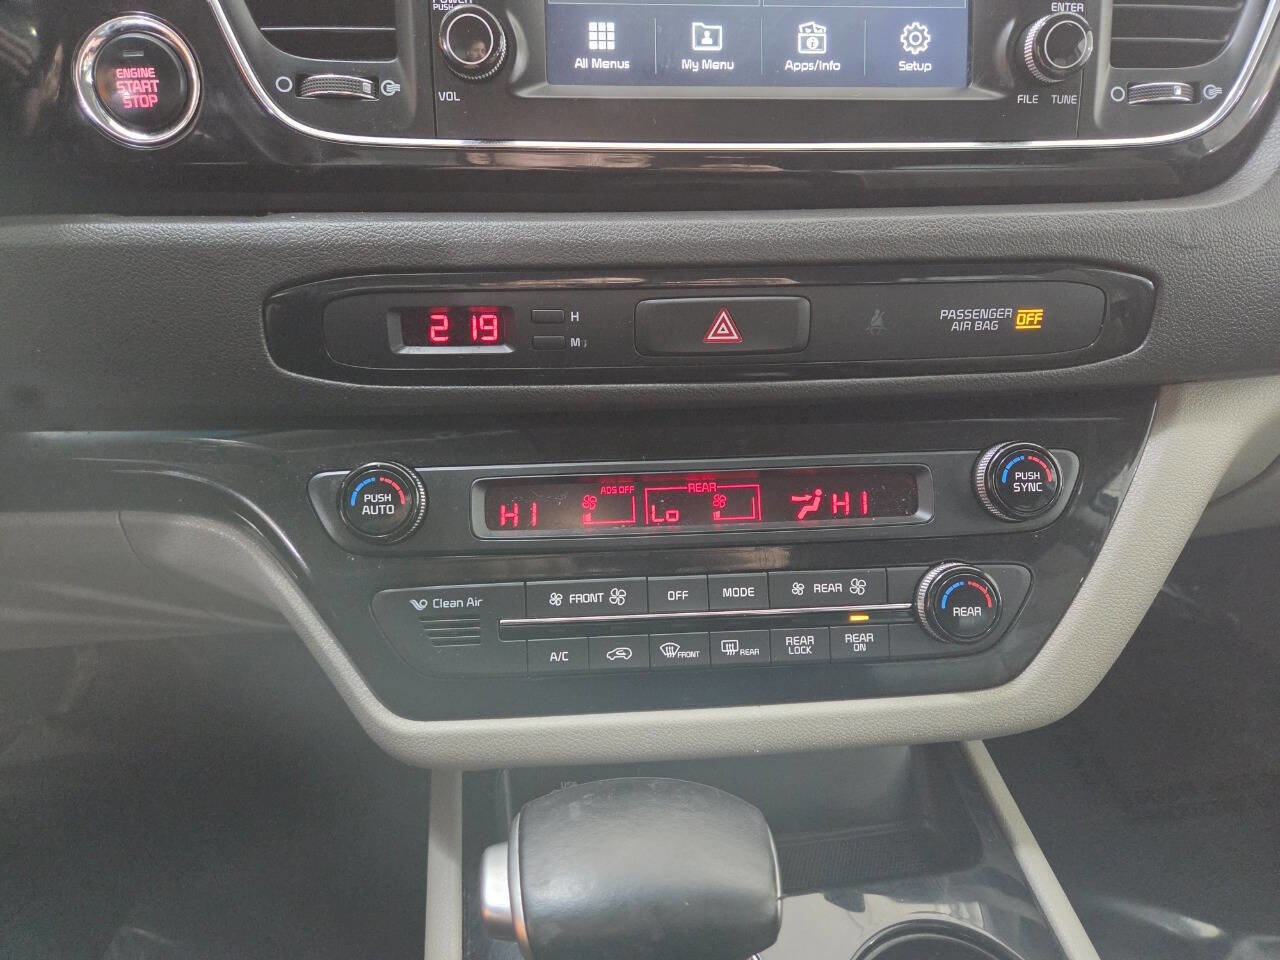 POWER
PUSH
ENTER
All Menus
My Menu
Apps/Info
Setup
ENGINE
START
STOP
VOL
FILE
TUNE
2 19
H
M
PASSENGER
AIR BAG
OFF
PUSH
AUTO
ADS OFF
REAR
HI
Lo
HI
PUSH
SYNC
Clean Air
FRONT
OFF
MODE
REAR
REAR
A/C
FRONT
REAR
REAR
LOCK
REAR
ON